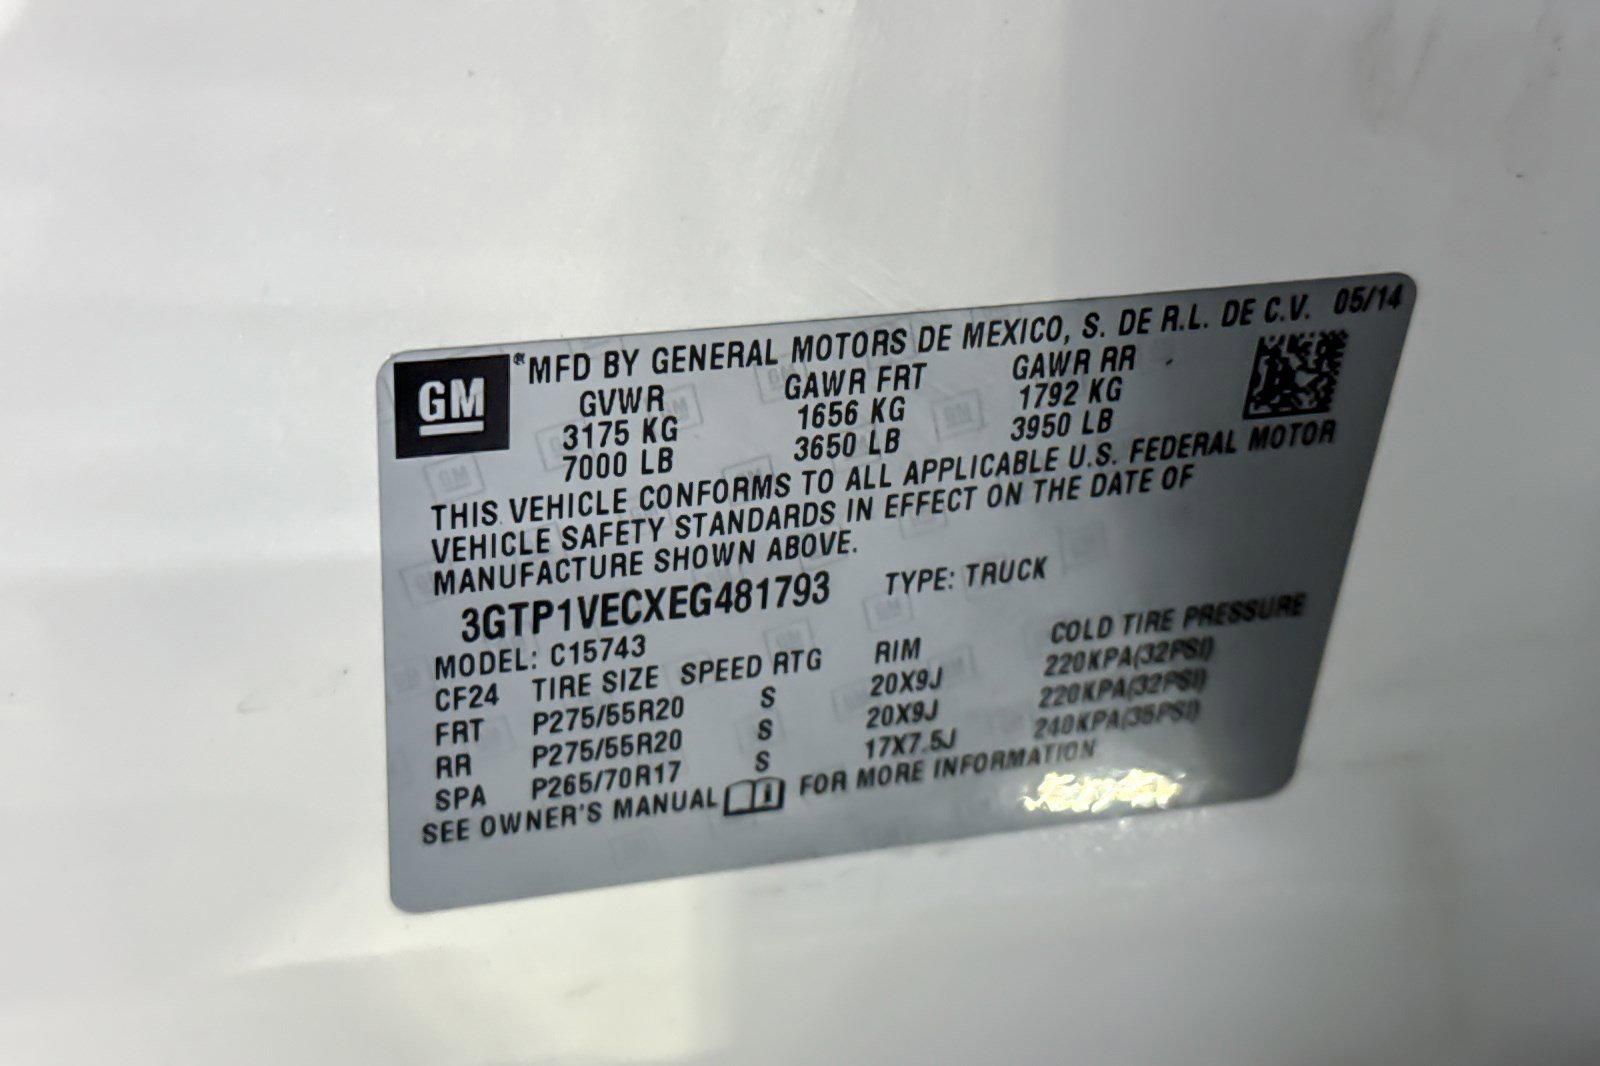 GM
MFD BY GENERAL MOTORS DE MEXICO, S. DE R.L. DE C.V. 05/14
GVWR GAWR FRT GAWR RR
3175 KG 1656 KG 1792 KG
7000 LB 3650 LB 3950 LB
THIS VEHICLE CONFORMS TO ALL APPLICABLE U.S. FEDERAL MOTOR
VEHICLE SAFETY STANDARDS IN EFFECT ON THE DATE OF
MANUFACTURE SHOWN ABOVE.
3GTP1VECXEG481793 TYPE: TRUCK
MODEL: C15743
CF24 TIRE SIZE SPEED RTG RIM COLD TIRE PRESSURE
FRT P275/55R20 S 20X9J 220KPA(32PSI)
RR P275/55R20 S 20X9J 220KPA(32PSI)
SPA P265/70R17 S 17X7.5J 240KPA(35PSI)
SEE OWNER'S MANUAL FOR MORE INFORMATION